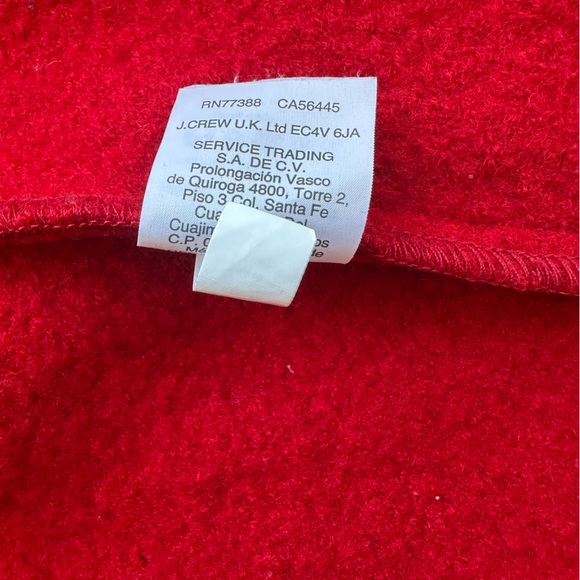 RN77388 CA56445
J.CREW U.K. Ltd EC4V 6JA
SERVICE TRADING
S.A. DE C.V.
Prolongación Vasco
de Quiroga 4800, Torre 2,
Piso 3 Col. Santa Fe
C.P.